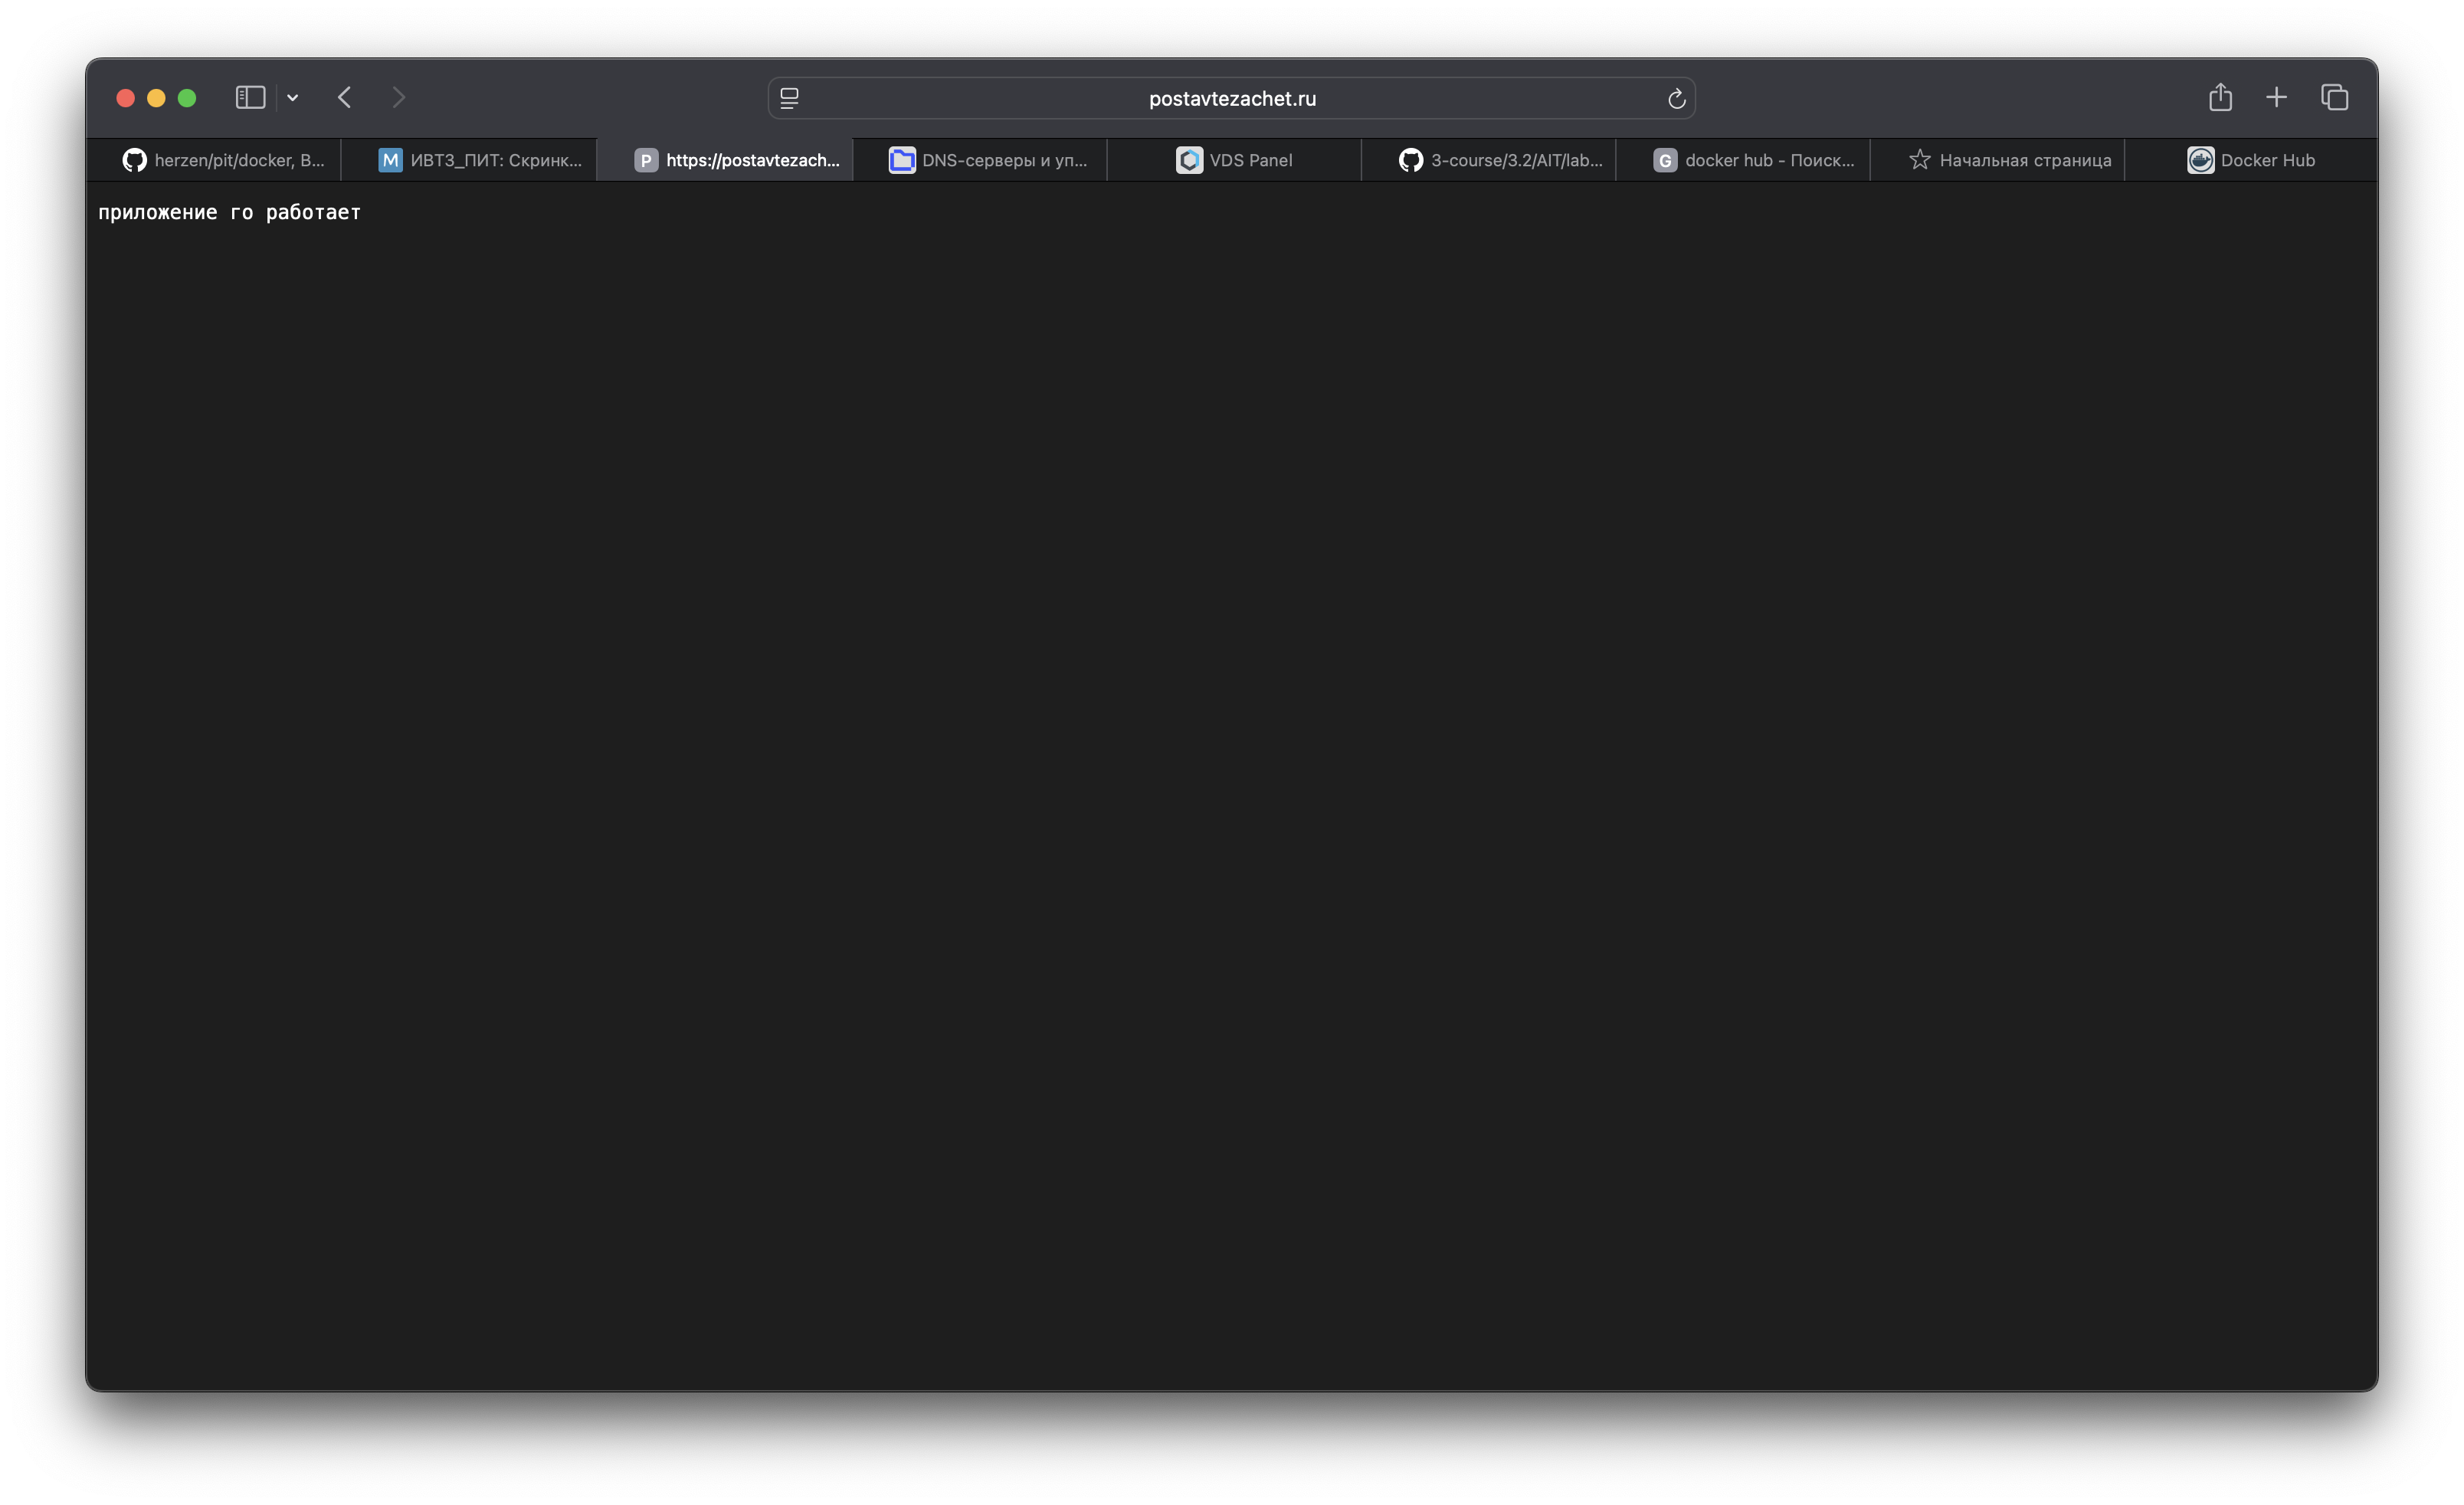 postavtezachet.ru
herzen/pit/docker, B...
M ИВТ3_ПИТ: Скринк...
P https://postavtezach...
DNS-серверы и уп...
VDS Panel
3-course/3.2/AIT/lab...
G docker hub - Поиск...
Начальная страница
Docker Hub
приложение го работает